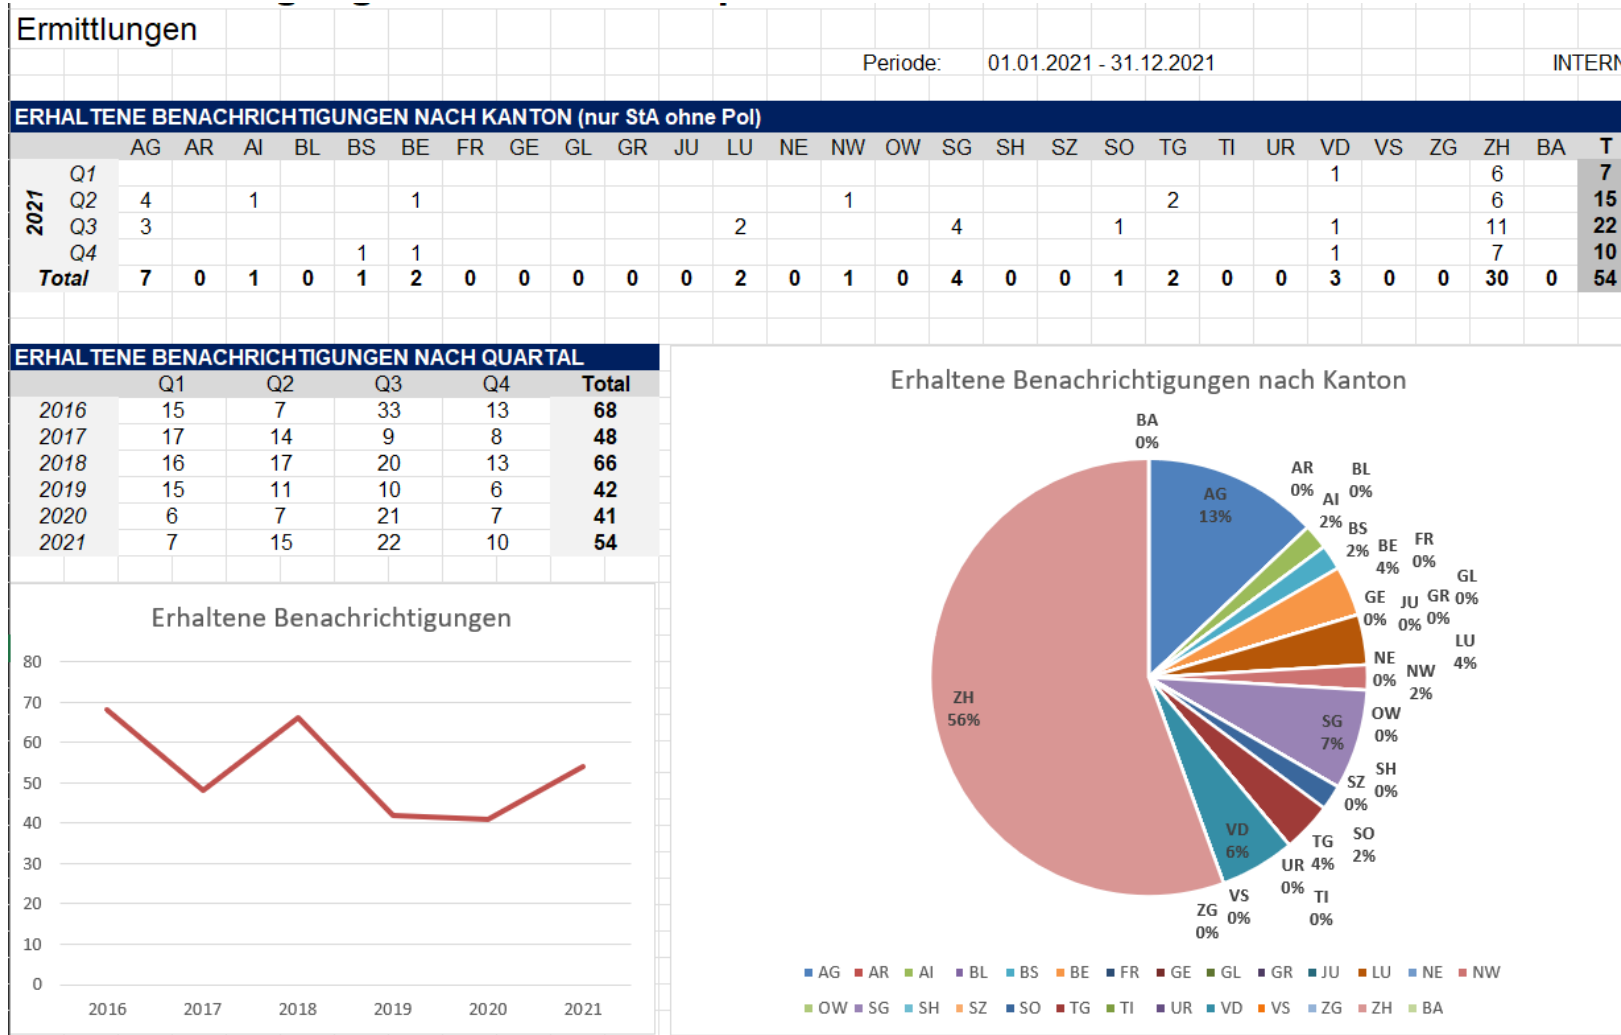 Ermittlungen
Periode: 01.01.2021 - 31.12.2021 INTERN
ERHALTENE BENACHRICHTIGUNGEN NACH KANTON (nur StA ohne Pol)
AG AR AI BL BS BE FR GE GL GR JU LU NE NW OW SG SH SZ SO TG TI UR VD VS ZG ZH BA T
2021
Q1 1 6 7
Q2 4 1 1 1 2 6 15
Q3 3 2 4 1 1 11 22
Q4 1 1 1 7 10
Total 7 0 1 0 1 2 0 0 0 0 0 2 0 1 0 4 0 0 1 2 0 0 3 0 0 30 0 54
ERHALTENE BENACHRICHTIGUNGEN NACH QUARTAL
Q1 Q2 Q3 Q4 Total
2016 15 7 33 13 68
2017 17 14 9 8 48
2018 16 17 20 13 66
2019 15 11 10 6 42
2020 6 7 21 7 41
2021 7 15 22 10 54
Erhaltene Benachrichtigungen
80
70
60
50
40
30
20
10
0
2016 2017 2018 2019 2020 2021
Erhaltene Benachrichtigungen nach Kanton
BA
0%
AG
13%
AR
0%
BL
0%
AI
2%
BS
2%
BE
4%
FR
0%
GL
0%
GE
0%
JU
0%
GR
0%
LU
4%
NE
0%
NW
2%
OW
0%
SG
7%
SH
0%
SZ
0%
SO
2%
TG
4%
UR
0%
TI
0%
VD
6%
VS
0%
ZG
0%
ZH
56%
AG AR AI BL BS BE FR GE GL GR JU LU NE NW
OW SG SH SZ SO TG TI UR VD VS ZG ZH BA